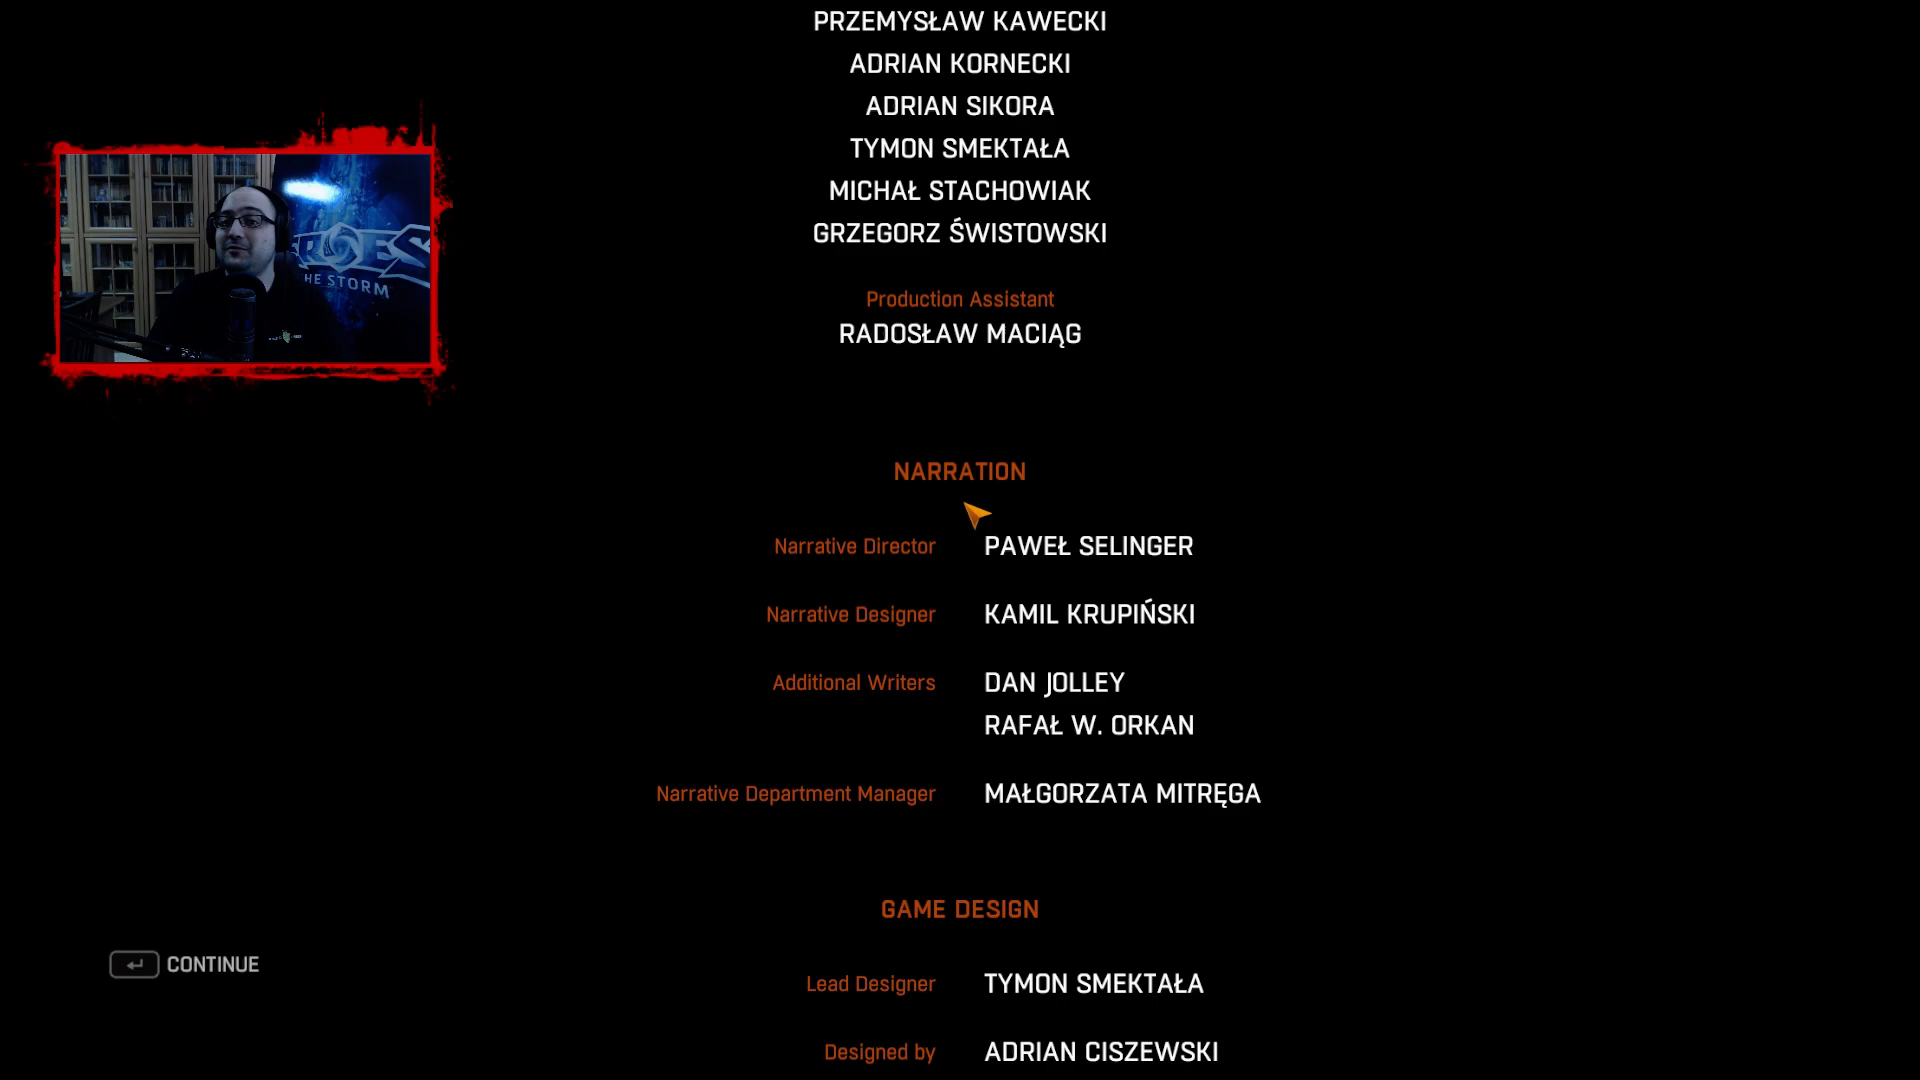 PRZEMYSŁAW KAWECKI
ADRIAN KORNECKI
ADRIAN SIKORA
TYMON SMEKTAŁA
MICHAŁ STACHOWIAK
GRZEGORZ ŚWISTOWSKI
HE STORM
Production Assistant
RADOSŁAW MACIĄG
NARRATION
Narrative Director PAWEŁ SELINGER
Narrative Designer KAMIL KRUPIŃSKI
Additional Writers DAN JOLLEY
RAFAŁ W. ORKAN
Narrative Department Manager MAŁGORZATA MITRĘGA
GAME DESIGN
CONTINUE
Lead Designer TYMON SMEKTAŁA
Designed by ADRIAN CISZEWSKI